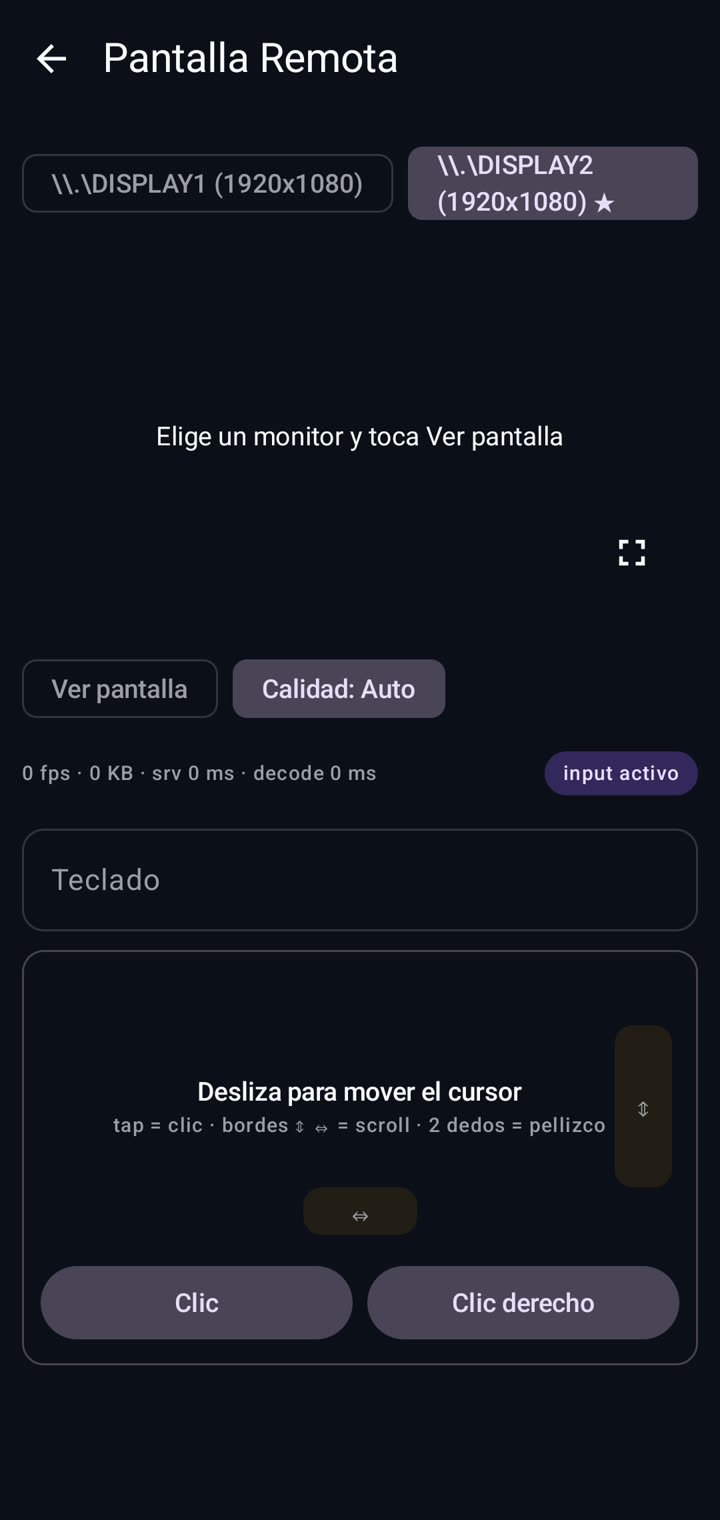 Pantalla Remota
\\.\DISPLAY1 (1920x1080)
\\.\DISPLAY2
(1920x1080) ★
Elige un monitor y toca Ver pantalla
Ver pantalla
Calidad: Auto
0 fps · 0 KB · srv 0 ms · decode 0 ms
input activo
Teclado
Desliza para mover el cursor
tap = clic · bordes ⇕ ⇔ = scroll · 2 dedos = pellizco
⇕
⇔
Clic
Clic derecho